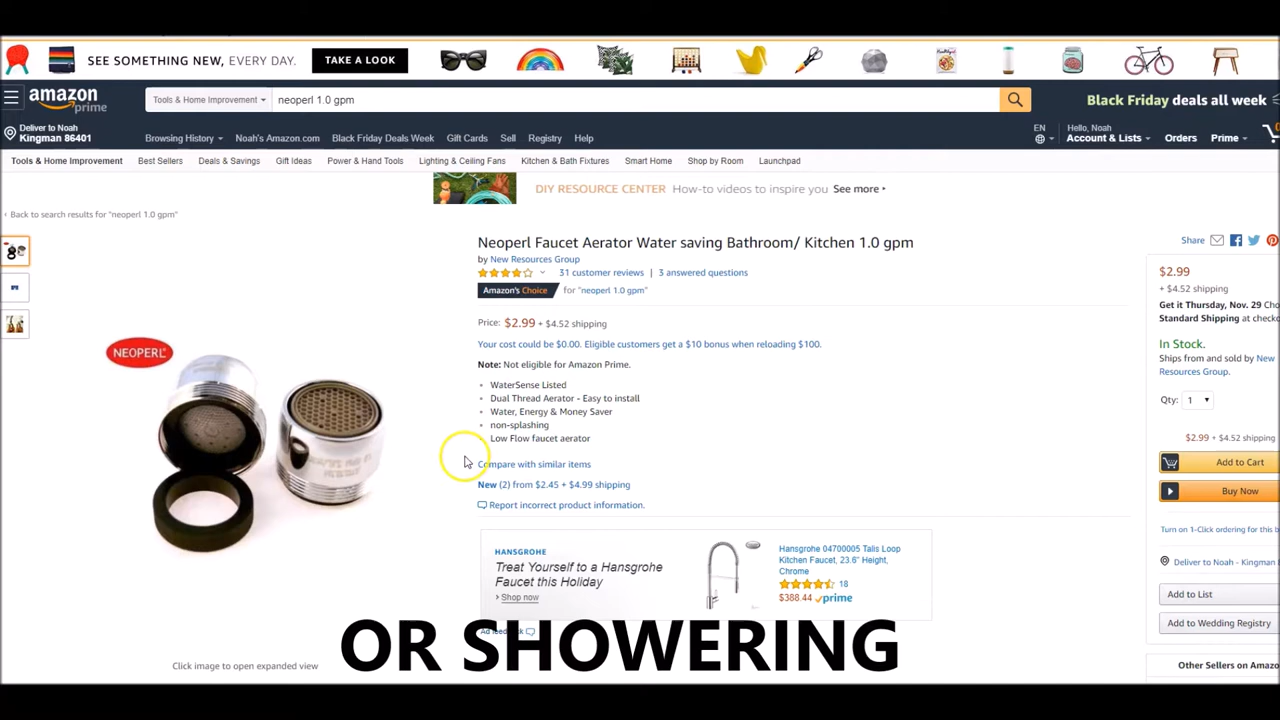 SEE SOMETHING NEW, EVERY DAY. TAKE A LOOK
amazon prime
Tools & Home Improvement
neoperl 1.0 gpm
Black Friday deals all week
Deliver to Noah
Kingman 86401
Browsing History Noah's Amazon.com Black Friday Deals Week Gift Cards Sell Registry Help
EN
Hello, Noah
Account & Lists Orders Prime
Tools & Home Improvement Best Sellers Deals & Savings Gift Ideas Power & Hand Tools Lighting & Ceiling Fans Kitchen & Bath Fixtures Smart Home Shop by Room Launchpad
DIY RESOURCE CENTER How-to videos to inspire you See more
‹ Back to search results for "neoperl 1.0 gpm"
Neoperl Faucet Aerator Water saving Bathroom/ Kitchen 1.0 gpm
by New Resources Group
31 customer reviews | 3 answered questions
Amazon's Choice for "neoperl 1.0 gpm"
Price: $2.99 + $4.52 shipping
Your cost could be $0.00. Eligible customers get a $10 bonus when reloading $100.
Note: Not eligible for Amazon Prime.
WaterSense Listed
Dual Thread Aerator - Easy to install
Water, Energy & Money Saver
non-splashing
Low Flow faucet aerator
Compare with similar items
New (2) from $2.45 + $4.99 shipping
Report incorrect product information.
NEOPERL
Click image to open expanded view
HANSGROHE
Treat Yourself to a Hansgrohe
Faucet this Holiday
› Shop now
Hansgrohe 04700005 Talis Loop
Kitchen Faucet, 23.6" Height,
Chrome
18
$388.44 prime
Ad feedback
OR SHOWERING
Share
$2.99
+ $4.52 shipping
Get it Thursday, Nov. 29
Standard Shipping at
In Stock.
Ships from and sold by New
Resources Group.
Qty: 1
$2.99 + $4.52 shipping
Add to Cart
Buy Now
Turn on 1-Click ordering for this
Deliver to Noah - Kingman
Add to List
Add to Wedding Registry
Other Sellers on